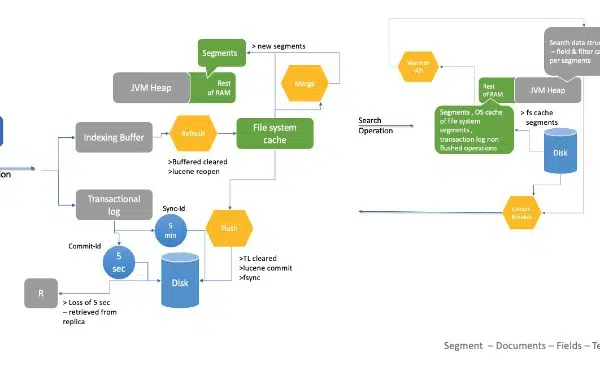 Segments
> new segments
JVM Heap
Rest
of RAM
Merge
Indexing Buffer
Refresh
File system
cache
>Buffered cleared
>lucene reopen
Transactional
log
Sync-Id
5
min
Flush
Commit-Id
5
sec
Disk
>TL cleared
>lucene commit
>fsync
R
> Loss of 5 sec
– retrieved from
replica
Search
Operation
Warmer
API
Search data struc
– field & filter ca
per segments
Rest
of RAM
JVM Heap
Segments , OS cache
of file system
segments ,
transaction log non
flushed operations
> fs cache
segments
Disk
Circuit
Breaker
Segment – Documents – Fields – Te